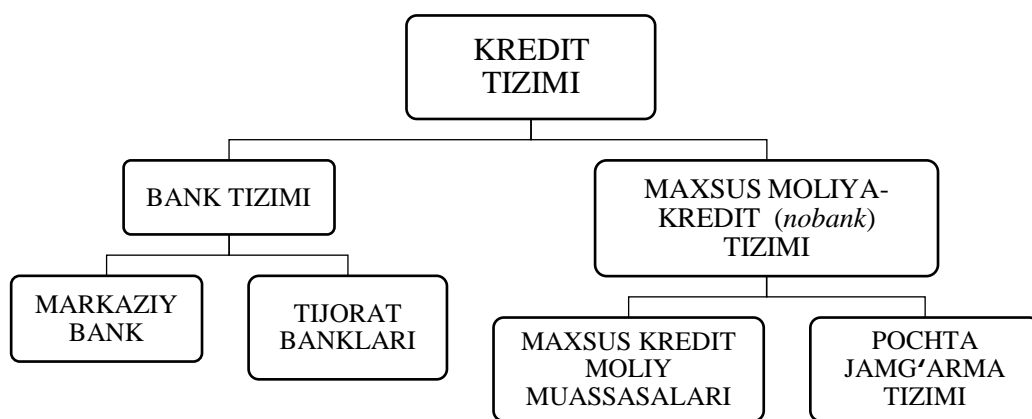 KREDIT
TIZIMI
BANK TIZIMI
MAXSUS MOLIYA-
KREDIT (nobank)
TIZIMI
MARKAZIY
BANK
TIJORAT
BANKLARI
MAXSUS KREDIT
MOLIY
MUASSASALARI
POCHTA
JAMG‘ARMA
TIZIMI